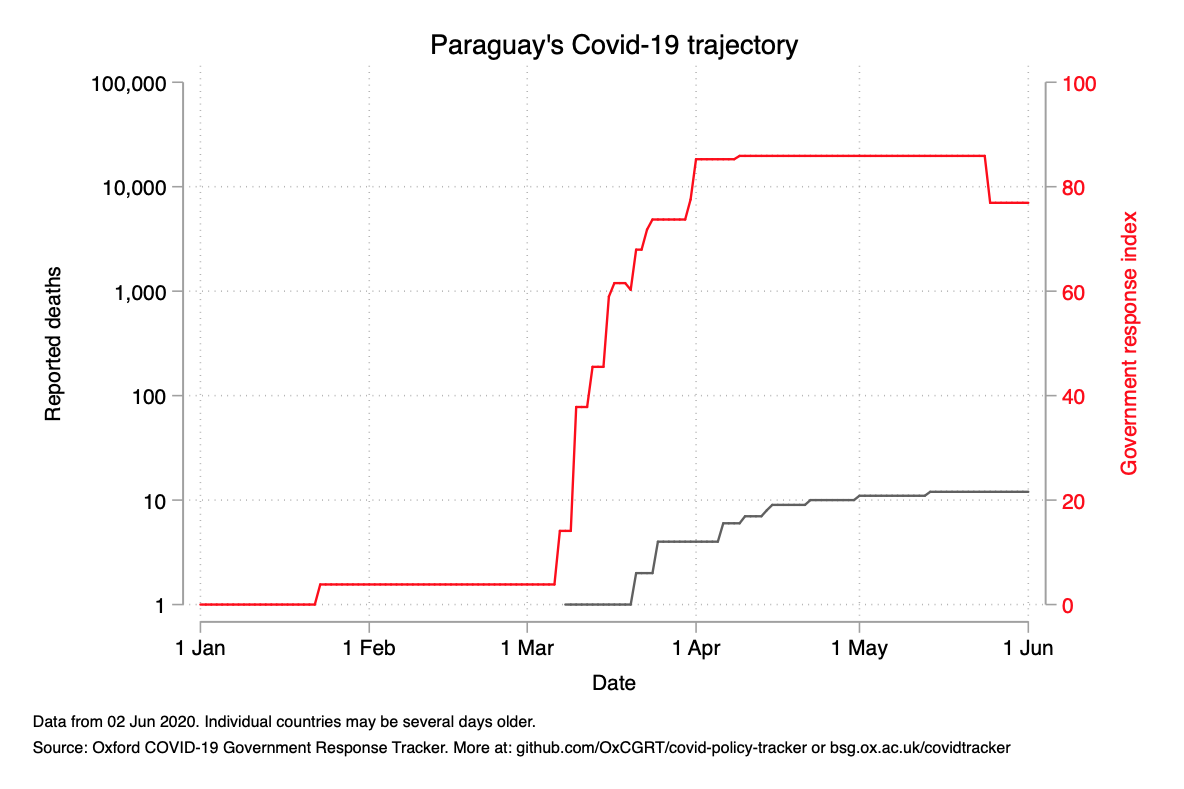 Paraguay's Covid-19 trajectory
100,000
10,000
1,000
100
10
1
Reported deaths
100
80
60
40
20
0
Government response index
1 Jan
1 Feb
1 Mar
1 Apr
1 May
1 Jun
Date
Data from 02 Jun 2020. Individual countries may be several days older.
Source: Oxford COVID-19 Government Response Tracker. More at: github.com/OxCGRT/covid-policy-tracker or bsg.ox.ac.uk/covidtracker